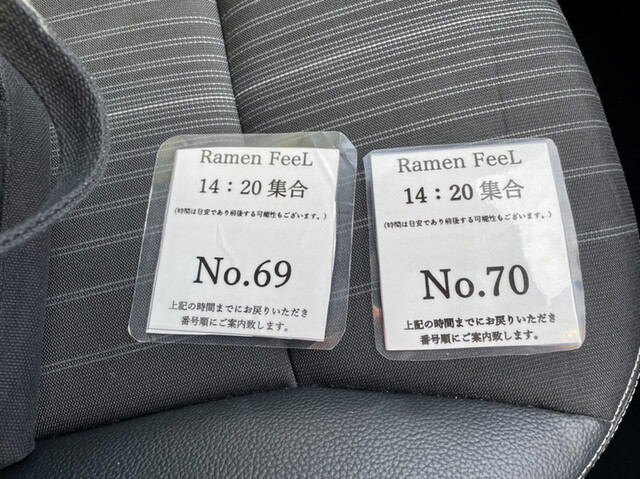 Ramen FeeL
14：20 集合
(時間は目安であり前後する可能性もございます。)
No.69
上記の時間までにお戻りいただき
番号順にご案内致します。
Ramen FeeL
14：20 集合
(時間は目安であり前後する可能性もございます。)
No.70
上記の時間までにお戻りいただき
番号順にご案内致します。